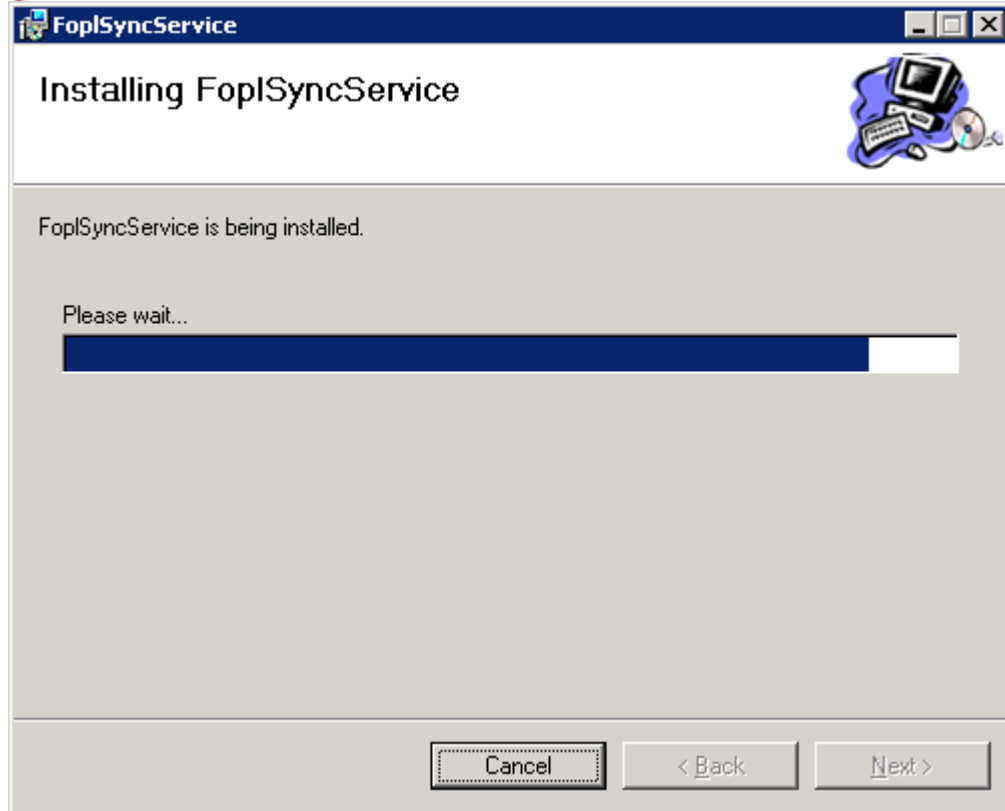 FoplSyncService
Installing FoplSyncService
FoplSyncService is being installed.
Please wait...
Cancel
< Back
Next >